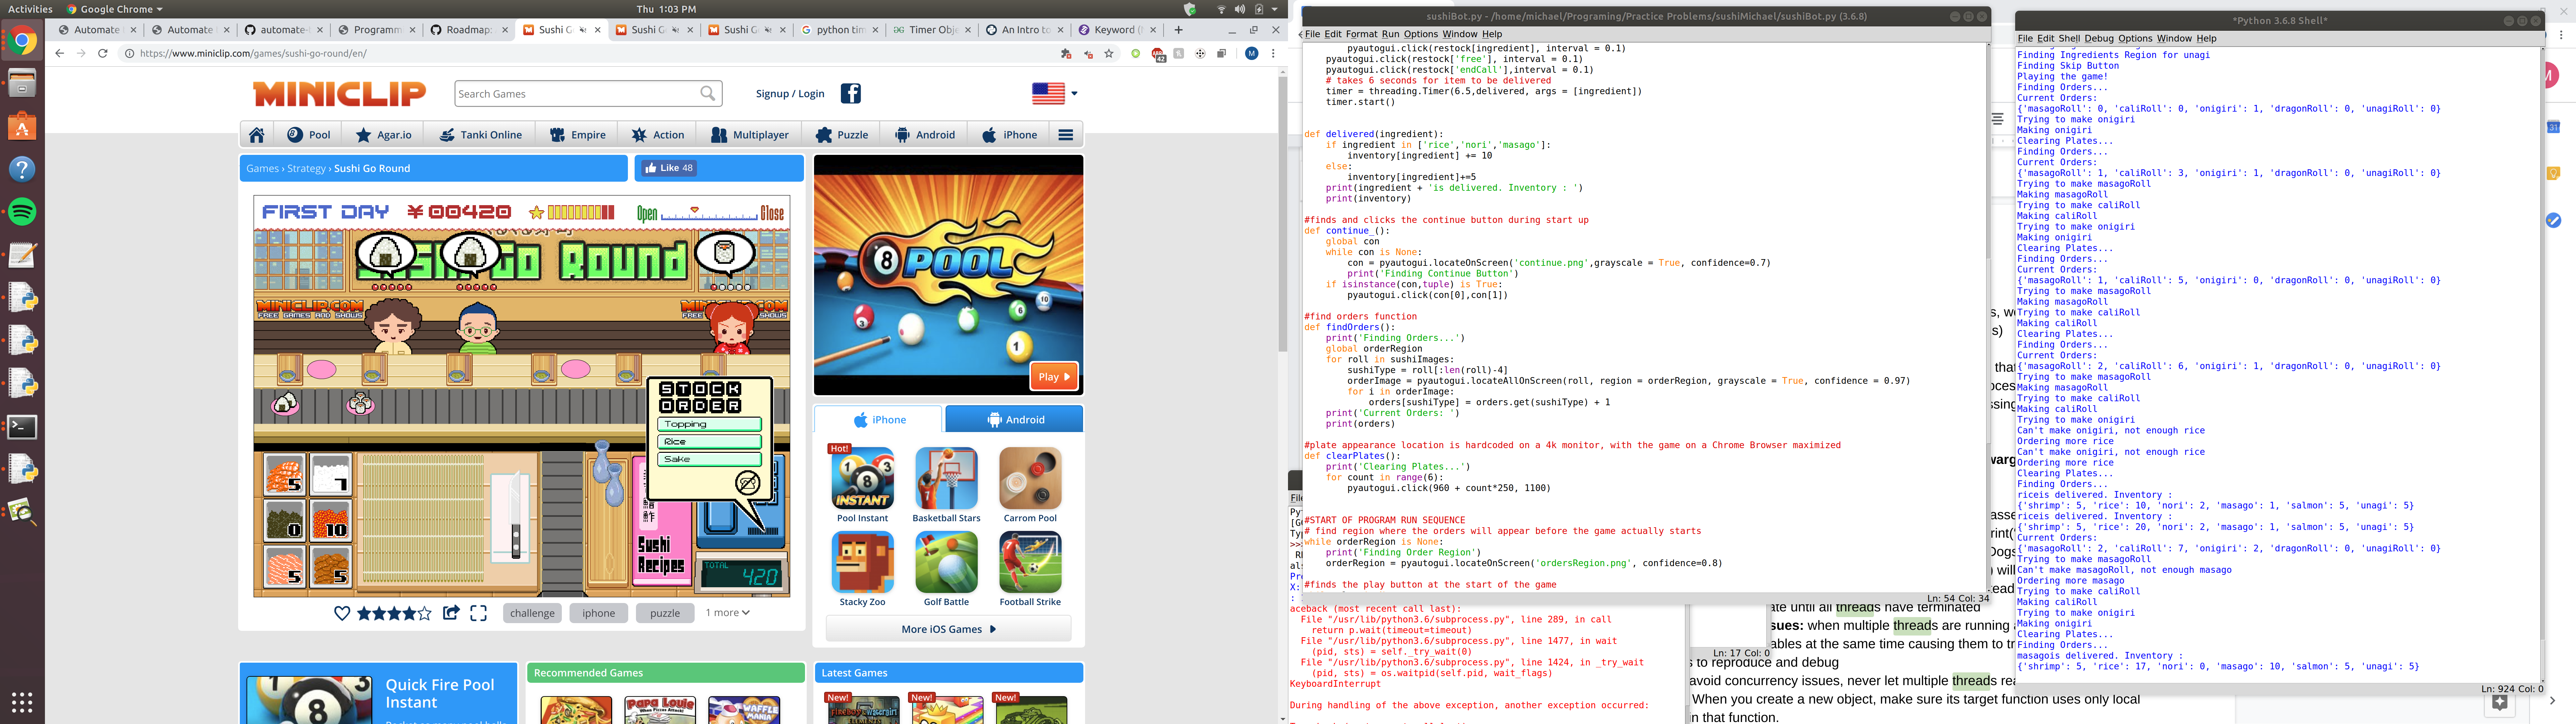 Activities
Google Chrome
Thu 1:03 PM
Automate
Automate
automate-
Programm
Roadmap:
Sushi G
Sushi G
Sushi G
python tim
Timer Obje
An Intro to
Keyword (
https://www.miniclip.com/games/sushi-go-round/en/
42
M
MINICLIP
Search Games
Signup / Login
Pool
Agar.io
Tanki Online
Empire
Action
Multiplayer
Puzzle
Android
iPhone
Games › Strategy › Sushi Go Round
Like 48
FIRST DAY ¥00420
Open
Close
Go Round
MINICLIP.COM
FREE GAMES AND SHOWS
STOCK
ORDER
Topping
Rice
Sake
5
7
0
10
5
5
Sushi
Recipes
TOTAL
420
8
POOL
Play
iPhone
Android
Hot!
INSTANT
Pool Instant
Basketball Stars
Carrom Pool
Stacky Zoo
Golf Battle
Football Strike
More iOS Games
challenge
iphone
puzzle
1 more
Quick Fire Pool
Instant
Recommended Games
Latest Games
Papa Louie
New!
New!
New!
sushiBot.py - /home/michael/Programing/Practice Problems/sushiMichael/sushiBot.py (3.6.8)
File Edit Format Run Options Window Help
pyautogui.click(restock[ingredient], interval = 0.1)
pyautogui.click(restock['free'], interval = 0.1)
pyautogui.click(restock['endCall'],interval = 0.1)
# takes 6 seconds for item to be delivered
timer = threading.Timer(6.5,delivered, args = [ingredient])
timer.start()
def delivered(ingredient):
if ingredient in ['rice','nori','masago']:
inventory[ingredient] += 10
else:
inventory[ingredient]+=5
print(ingredient + 'is delivered. Inventory : ')
print(inventory)
#finds and clicks the continue button during start up
def continue_():
global con
while con is None:
con = pyautogui.locateOnScreen('continue.png',grayscale = True, confidence=0.7)
print('Finding Continue Button')
if isinstance(con,tuple) is True:
pyautogui.click(con[0],con[1])
#find orders function
def findOrders():
print('Finding Orders...')
global orderRegion
for roll in sushiImages:
sushiType = roll[:len(roll)-4]
orderImage = pyautogui.locateAllOnScreen(roll, region = orderRegion, grayscale = True, confidence = 0.97)
for i in orderImage:
orders[sushiType] = orders.get(sushiType) + 1
print('Current Orders: ')
print(orders)
#plate appearance location is hardcoded on a 4k monitor, with the game on a Chrome Browser maximized
def clearPlates():
print('Clearing Plates...')
for count in range(6):
pyautogui.click(960 + count*250, 1100)
#START OF PROGRAM RUN SEQUENCE
# find region where the orders will appear before the game actually starts
while orderRegion is None:
print('Finding Order Region')
orderRegion = pyautogui.locateOnScreen('ordersRegion.png', confidence=0.8)
#finds the play button at the start of the game
Ln: 54 Col: 34
aceback (most recent call last):
File "/usr/lib/python3.6/subprocess.py", line 289, in call
return p.wait(timeout=timeout)
File "/usr/lib/python3.6/subprocess.py", line 1477, in wait
(pid, sts) = self._try_wait(0)
File "/usr/lib/python3.6/subprocess.py", line 1424, in _try_wait
(pid, sts) = os.waitpid(self.pid, wait_flags)
KeyboardInterrupt
During handling of the above exception, another exception occurred:
Ln: 17 Col: 0
ate until all threads have terminated
sues: when multiple threads are running
ables at the same time causing them to
to reproduce and debug
avoid concurrency issues, never let multiple threads
When you create a new object, make sure its target function uses only local
n that function.
*Python 3.6.8 Shell*
File Edit Shell Debug Options Window Help
Finding Ingredients Region for unagi
Finding Skip Button
Playing the game!
Finding Orders...
Current Orders:
{'masagoRoll': 0, 'caliRoll': 0, 'onigiri': 1, 'dragonRoll': 0, 'unagiRoll': 0}
Trying to make onigiri
Making onigiri
Clearing Plates...
Finding Orders...
Current Orders:
{'masagoRoll': 1, 'caliRoll': 3, 'onigiri': 1, 'dragonRoll': 0, 'unagiRoll': 0}
Trying to make masagoRoll
Making masagoRoll
Trying to make caliRoll
Making caliRoll
Trying to make onigiri
Making onigiri
Clearing Plates...
Finding Orders...
Current Orders:
{'masagoRoll': 1, 'caliRoll': 5, 'onigiri': 0, 'dragonRoll': 0, 'unagiRoll': 0}
Trying to make masagoRoll
Making masagoRoll
Trying to make caliRoll
Making caliRoll
Clearing Plates...
Finding Orders...
Current Orders:
{'masagoRoll': 2, 'caliRoll': 6, 'onigiri': 1, 'dragonRoll': 0, 'unagiRoll': 0}
Trying to make masagoRoll
Making masagoRoll
Trying to make caliRoll
Making caliRoll
Trying to make onigiri
Can't make onigiri, not enough rice
Ordering more rice
Can't make onigiri, not enough rice
Ordering more rice
Clearing Plates...
Finding Orders...
riceis delivered. Inventory :
{'shrimp': 5, 'rice': 10, 'nori': 2, 'masago': 1, 'salmon': 5, 'unagi': 5}
riceis delivered. Inventory :
{'shrimp': 5, 'rice': 20, 'nori': 2, 'masago': 1, 'salmon': 5, 'unagi': 5}
Current Orders:
{'masagoRoll': 2, 'caliRoll': 7, 'onigiri': 2, 'dragonRoll': 0, 'unagiRoll': 0}
Trying to make masagoRoll
Can't make masagoRoll, not enough masago
Ordering more masago
Trying to make caliRoll
Making caliRoll
Trying to make onigiri
Making onigiri
Clearing Plates...
Finding Orders...
masagois delivered. Inventory :
{'shrimp': 5, 'rice': 17, 'nori': 0, 'masago': 10, 'salmon': 5, 'unagi': 5}
Ln: 924 Col: 0